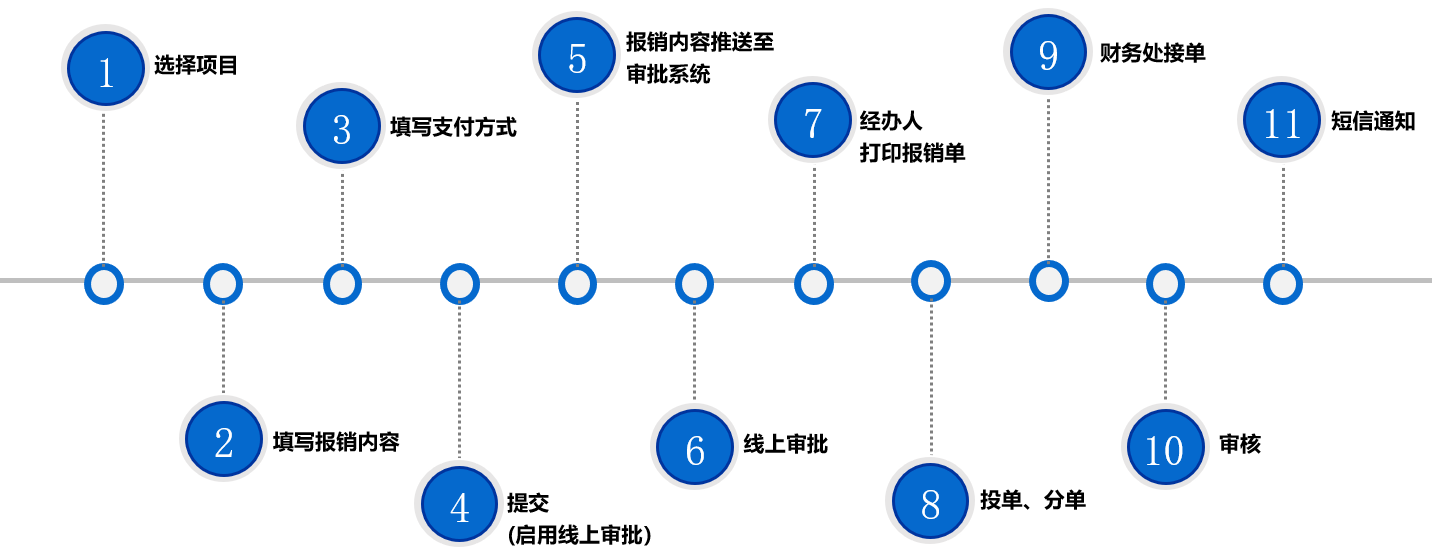 1
选择项目
2
填写报销内容
3
填写支付方式
4
提交
(启用线上审批)
5
报销内容推送至
审批系统
6
线上审批
7
经办人
打印报销单
8
投单、分单
9
财务处接单
10
审核
11
短信通知